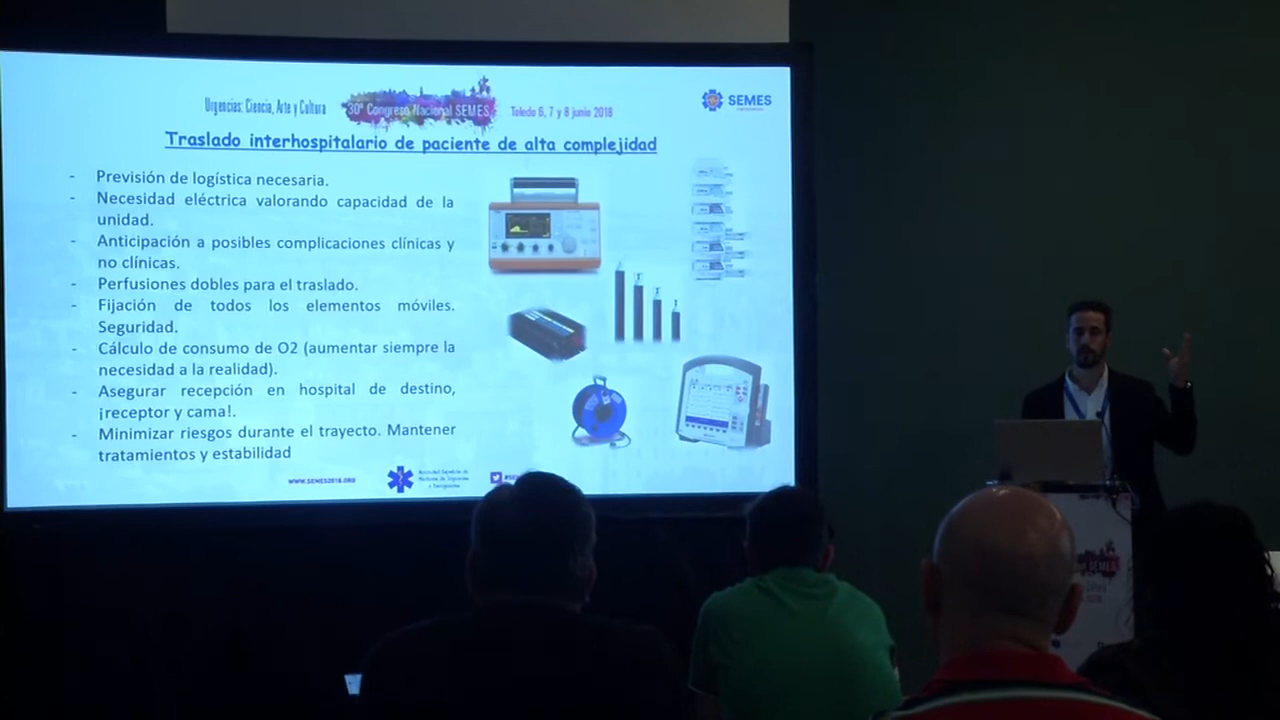 Urgencias: Ciencia, Arte y Cultura
30º Congreso Nacional SEMES
Toledo 6, 7 y 8 junio 2018
SEMES
Traslado interhospitalario de paciente de alta complejidad
- Previsión de logística necesaria.
- Necesidad eléctrica valorando capacidad de la
unidad.
- Anticipación a posibles complicaciones clínicas y
no clínicas.
- Perfusiones dobles para el traslado.
- Fijación de todos los elementos móviles.
Seguridad.
- Cálculo de consumo de O2 (aumentar siempre la
necesidad a la realidad).
- Asegurar recepción en hospital de destino,
¡receptor y cama!.
- Minimizar riesgos durante el trayecto. Mantener
tratamientos y estabilidad
WWW.SEMES2018.ORG
SEMES